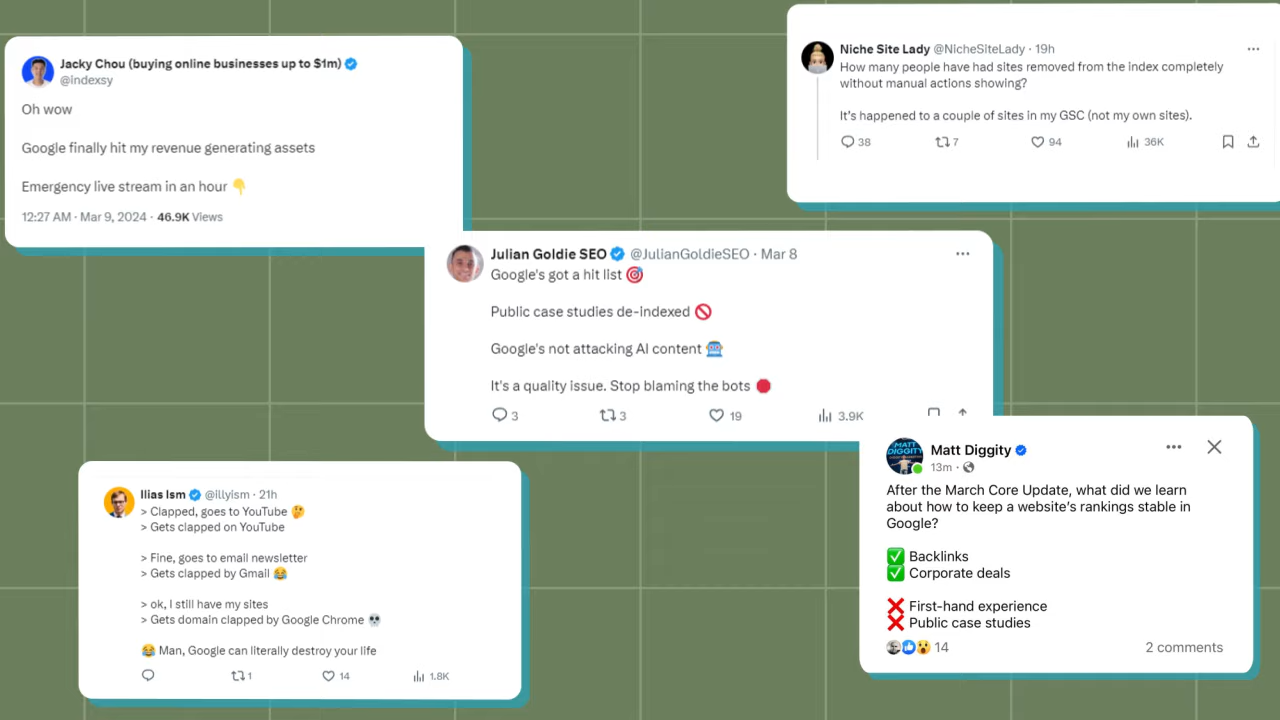 Jacky Chou (buying online businesses up to $1m)
@indexsy
Oh wow
Google finally hit my revenue generating assets
Emergency live stream in an hour 👇
12:27 AM · Mar 9, 2024 · 46.9K Views
Niche Site Lady @NicheSiteLady · 19h
How many people have had sites removed from the index completely
without manual actions showing?
It's happened to a couple of sites in my GSC (not my own sites).
38 7 94 36K
Julian Goldie SEO @JulianGoldieSEO · Mar 8
Google's got a hit list 🎯
Public case studies de-indexed 🚫
Google's not attacking AI content 🤖
It's a quality issue. Stop blaming the bots 🛑
3 3 19 3.9K
Ilias Ism @illyism · 21h
> Clapped, goes to YouTube 🤔
> Gets clapped on YouTube
> Fine, goes to email newsletter
> Gets clapped by Gmail 😂
> ok, I still have my sites
> Gets domain clapped by Google Chrome 💀
😂 Man, Google can literally destroy your life
1 14 1.8K
MATT
DIGGITY
Matt Diggity
13m ·
After the March Core Update, what did we learn
about how to keep a website's rankings stable in
Google?
✅ Backlinks
✅ Corporate deals
❌ First-hand experience
❌ Public case studies
14 2 comments